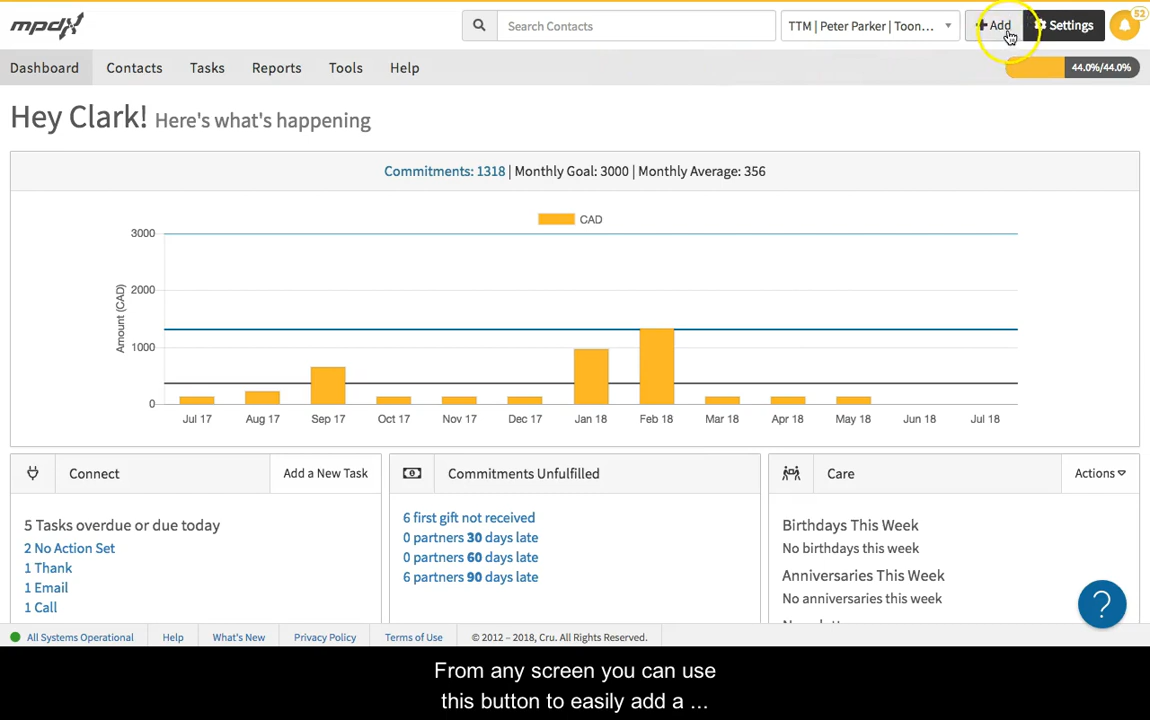 mpdx
Search Contacts
TTM | Peter Parker | Toon...
+ Add
Settings
52
Dashboard
Contacts
Tasks
Reports
Tools
Help
44.0%/44.0%
Hey Clark! Here's what's happening
Commitments: 1318 | Monthly Goal: 3000 | Monthly Average: 356
CAD
Amount (CAD)
3000
2000
1000
0
Jul 17
Aug 17
Sep 17
Oct 17
Nov 17
Dec 17
Jan 18
Feb 18
Mar 18
Apr 18
May 18
Jun 18
Jul 18
Connect
Add a New Task
5 Tasks overdue or due today
2 No Action Set
1 Thank
1 Email
1 Call
Commitments Unfulfilled
6 first gift not received
0 partners 30 days late
0 partners 60 days late
6 partners 90 days late
Care
Actions
Birthdays This Week
No birthdays this week
Anniversaries This Week
No anniversaries this week
?
All Systems Operational
Help
What's New
Privacy Policy
Terms of Use
© 2012 – 2018, Cru. All Rights Reserved.
From any screen you can use
this button to easily add a ...